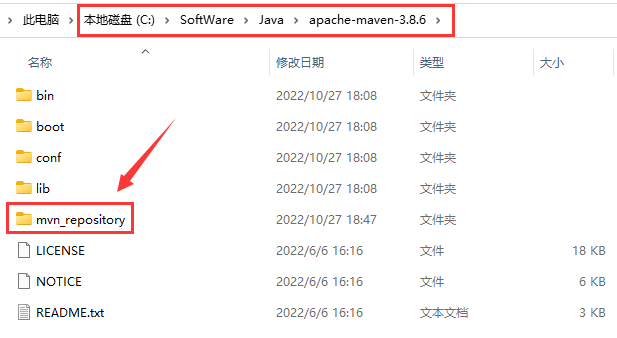 此电脑 > 本地磁盘 (C:) > SoftWare > Java > apache-maven-3.8.6 >
名称 修改日期 类型 大小
bin 2022/10/27 18:08 文件夹
boot 2022/10/27 18:08 文件夹
conf 2022/10/27 18:08 文件夹
lib 2022/10/27 18:08 文件夹
mvn_repository 2022/10/27 18:47 文件夹
LICENSE 2022/6/6 16:16 文件 18 KB
NOTICE 2022/6/6 16:16 文件 6 KB
README.txt 2022/6/6 16:16 文本文档 3 KB